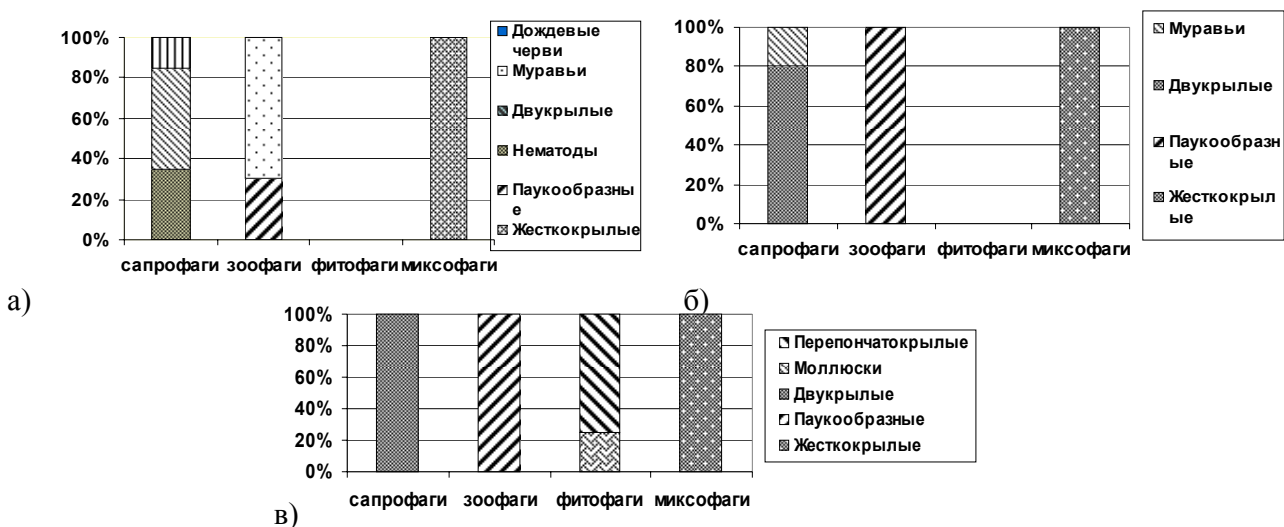 100%
80%
60%
40%
20%
0%
сапрофаги зоофаги фитофаги миксофаги
Дождевые
черви
Муравьи
Двукрылые
Нематоды
Паукообразны
е
Жесткокрылые
а)
100%
80%
60%
40%
20%
0%
сапрофаги зоофаги фитофаги миксофаги
Муравьи
Двукрылые
Паукообразн
ые
Жесткокрыл
ые
б)
100%
80%
60%
40%
20%
0%
сапрофаги зоофаги фитофаги миксофаги
Перепончатокрылые
Моллюски
Двукрылые
Паукообразные
Жесткокрылые
в)